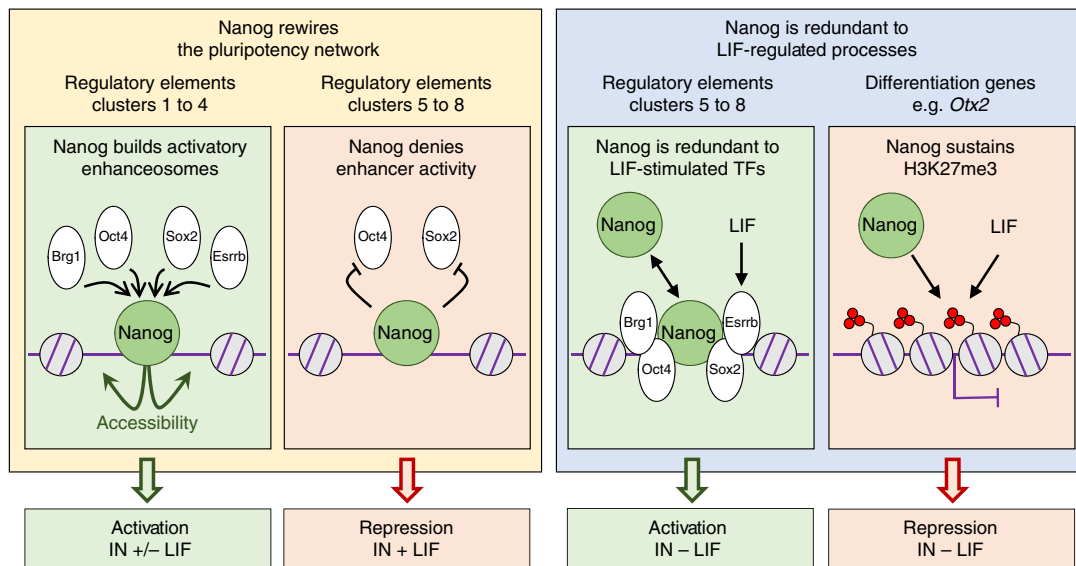 Nanog rewires
the pluripotency network
Regulatory elements
clusters 1 to 4
Nanog builds activatory
enhanceosomes
Brg1
Oct4
Sox2
Esrrb
Nanog
Accessibility
Activation
IN +/– LIF
Regulatory elements
clusters 5 to 8
Nanog denies
enhancer activity
Oct4
Sox2
Nanog
Repression
IN + LIF
Nanog is redundant to
LIF-regulated processes
Regulatory elements
clusters 5 to 8
Nanog is redundant to
LIF-stimulated TFs
Nanog
LIF
Brg1
Nanog
Esrrb
Oct4
Sox2
Activation
IN – LIF
Differentiation genes
e.g. Otx2
Nanog sustains
H3K27me3
Nanog
LIF
Repression
IN – LIF